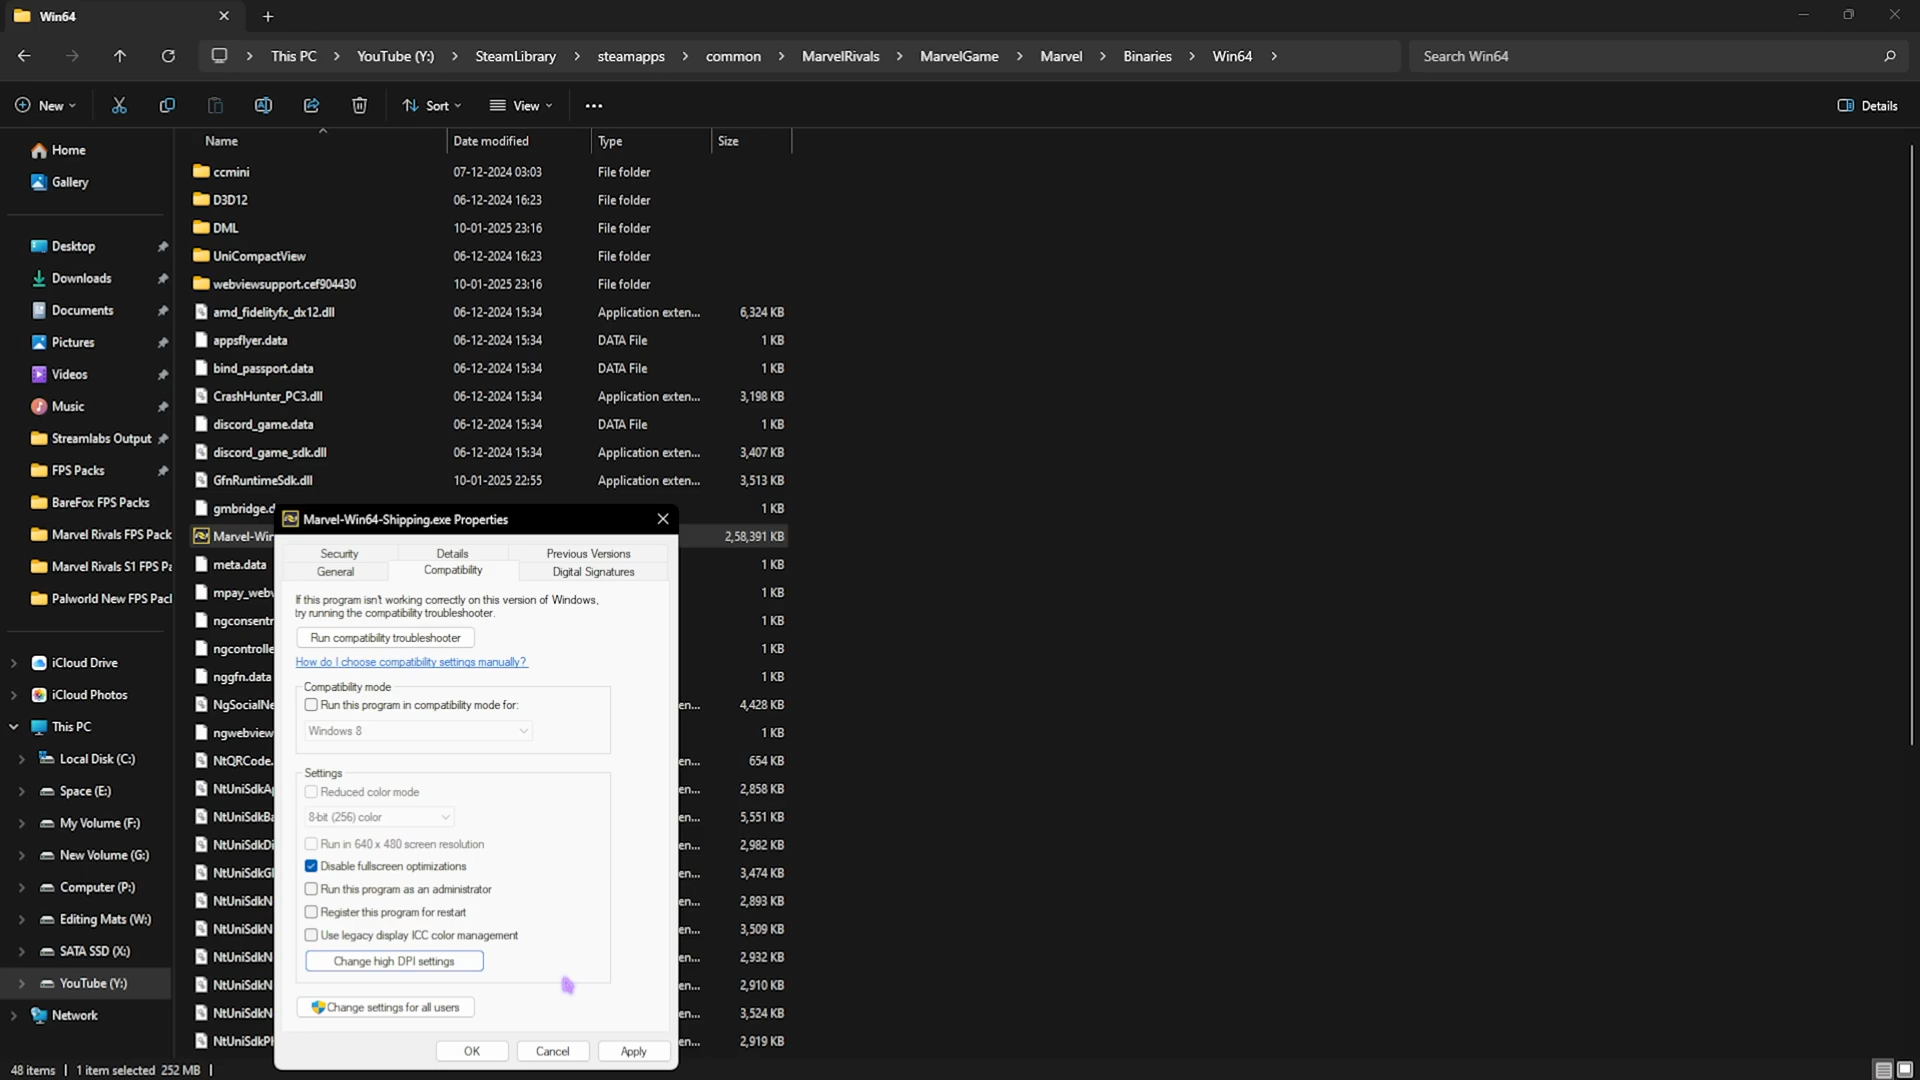 Win64
This PC > YouTube (Y:) > SteamLibrary > steamapps > common > MarvelRivals > MarvelGame > Marvel > Binaries > Win64 >
Search Win64
New
Sort
View
Details
Home
Gallery
Desktop
Downloads
Documents
Pictures
Videos
Music
Streamlabs Output
FPS Packs
BareFox FPS Packs
Marvel Rivals FPS Pack
Marvel Rivals S1 FPS Pa
Palworld New FPS Pack
iCloud Drive
iCloud Photos
This PC
Local Disk (C:)
Space (E:)
My Volume (F:)
New Volume (G:)
Computer (P:)
Editing Mats (W:)
SATA SSD (X:)
YouTube (Y:)
Network
Name Date modified Type Size
ccmini 07-12-2024 03:03 File folder
D3D12 06-12-2024 16:23 File folder
DML 10-01-2025 23:16 File folder
UniCompactView 06-12-2024 16:23 File folder
webviewsupport.cef904430 10-01-2025 23:16 File folder
amd_fidelityfx_dx12.dll 06-12-2024 15:34 Application exten... 6,324 KB
appsflyer.data 06-12-2024 15:34 DATA File 1 KB
bind_passport.data 06-12-2024 15:34 DATA File 1 KB
CrashHunter_PC3.dll 06-12-2024 15:34 Application exten... 3,198 KB
discord_game.data 06-12-2024 15:34 DATA File 1 KB
discord_game_sdk.dll 06-12-2024 15:34 Application exten... 3,407 KB
GfnRuntimeSdk.dll 10-01-2025 22:55 Application exten... 3,513 KB
gmbridge.d 1 KB
Marvel-Win 2,58,391 KB
meta.data 1 KB
mpay_webv 1 KB
ngconsentn 1 KB
ngcontrolle 1 KB
nggfn.data 1 KB
NgSocialNe en... 4,428 KB
ngwebview 1 KB
NtQRCode. en... 654 KB
NtUniSdkAp en... 2,858 KB
NtUniSdkBa en... 5,551 KB
NtUniSdkDi en... 2,982 KB
NtUniSdkGl en... 3,474 KB
NtUniSdkN en... 2,893 KB
NtUniSdkN en... 3,509 KB
NtUniSdkN en... 2,932 KB
NtUniSdkN en... 2,910 KB
NtUniSdkN en... 3,524 KB
NtUniSdkPl en... 2,919 KB
Marvel-Win64-Shipping.exe Properties
Security Details Previous Versions
General Compatibility Digital Signatures
If this program isn't working correctly on this version of Windows,
try running the compatibility troubleshooter.
Run compatibility troubleshooter
How do I choose compatibility settings manually?
Compatibility mode
Run this program in compatibility mode for:
Windows 8
Settings
Reduced color mode
8-bit (256) color
Run in 640 x 480 screen resolution
Disable fullscreen optimizations
Run this program as an administrator
Register this program for restart
Use legacy display ICC color management
Change high DPI settings
Change settings for all users
OK Cancel Apply
48 items | 1 item selected 252 MB |